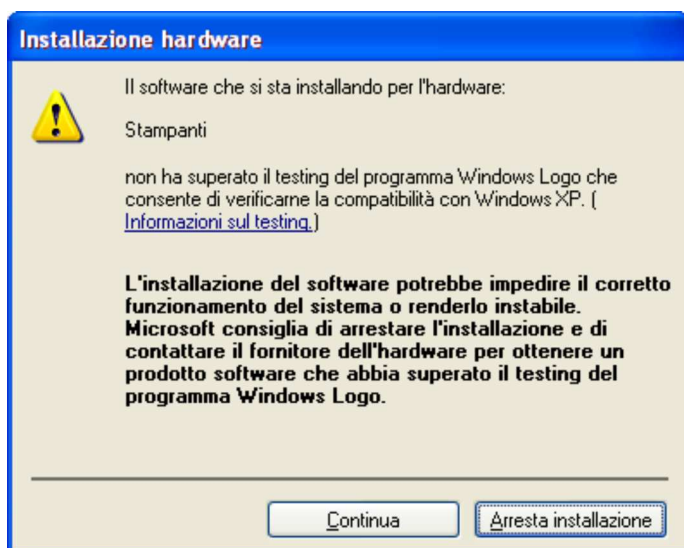 Installazione hardware
Il software che si sta installando per l'hardware:
Stampanti
non ha superato il testing del programma Windows Logo che
consente di verificarne la compatibilità con Windows XP. (
Informazioni sul testing.)
L'installazione del software potrebbe impedire il corretto
funzionamento del sistema o renderlo instabile.
Microsoft consiglia di arrestare l'installazione e di
contattare il fornitore dell'hardware per ottenere un
prodotto software che abbia superato il testing del
programma Windows Logo.
Continua
Arresta installazione